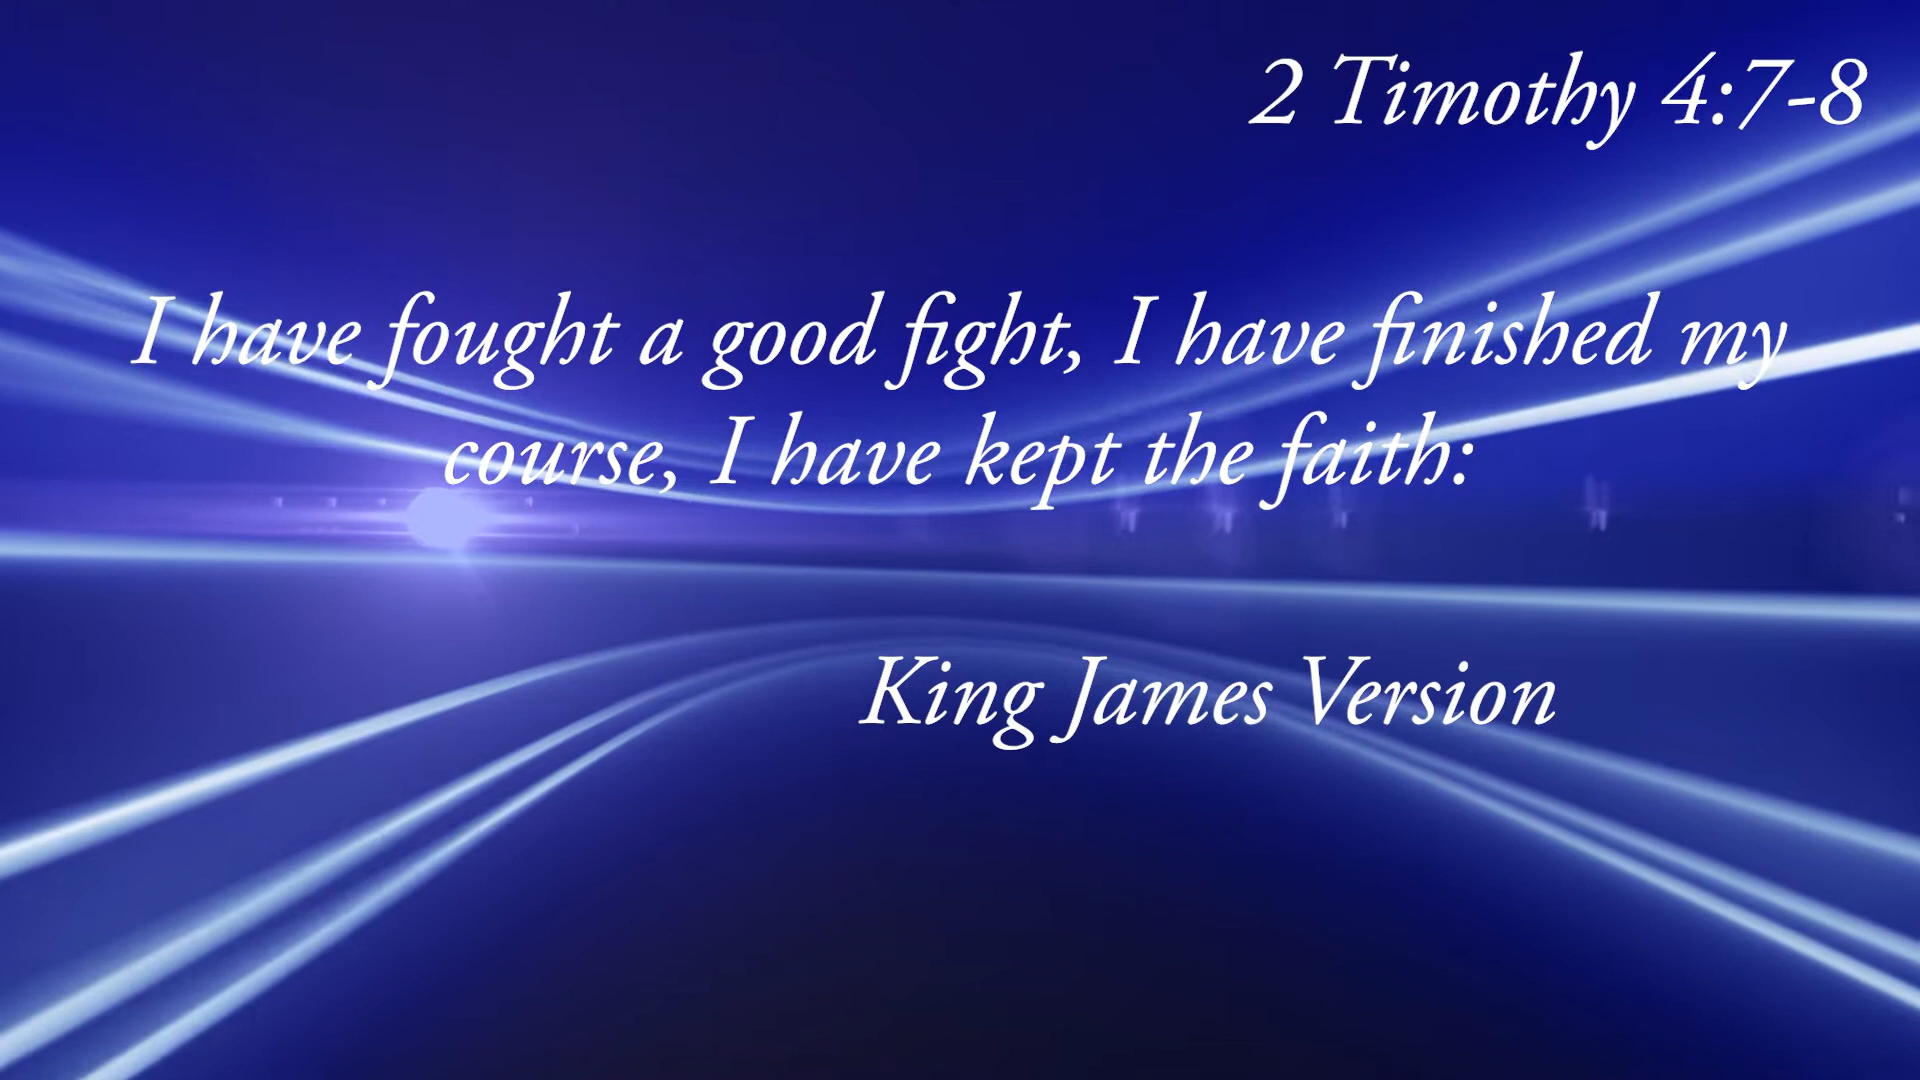 2 Timothy 4:7-8
I have fought a good fight, I have finished my
course, I have kept the faith:
King James Version